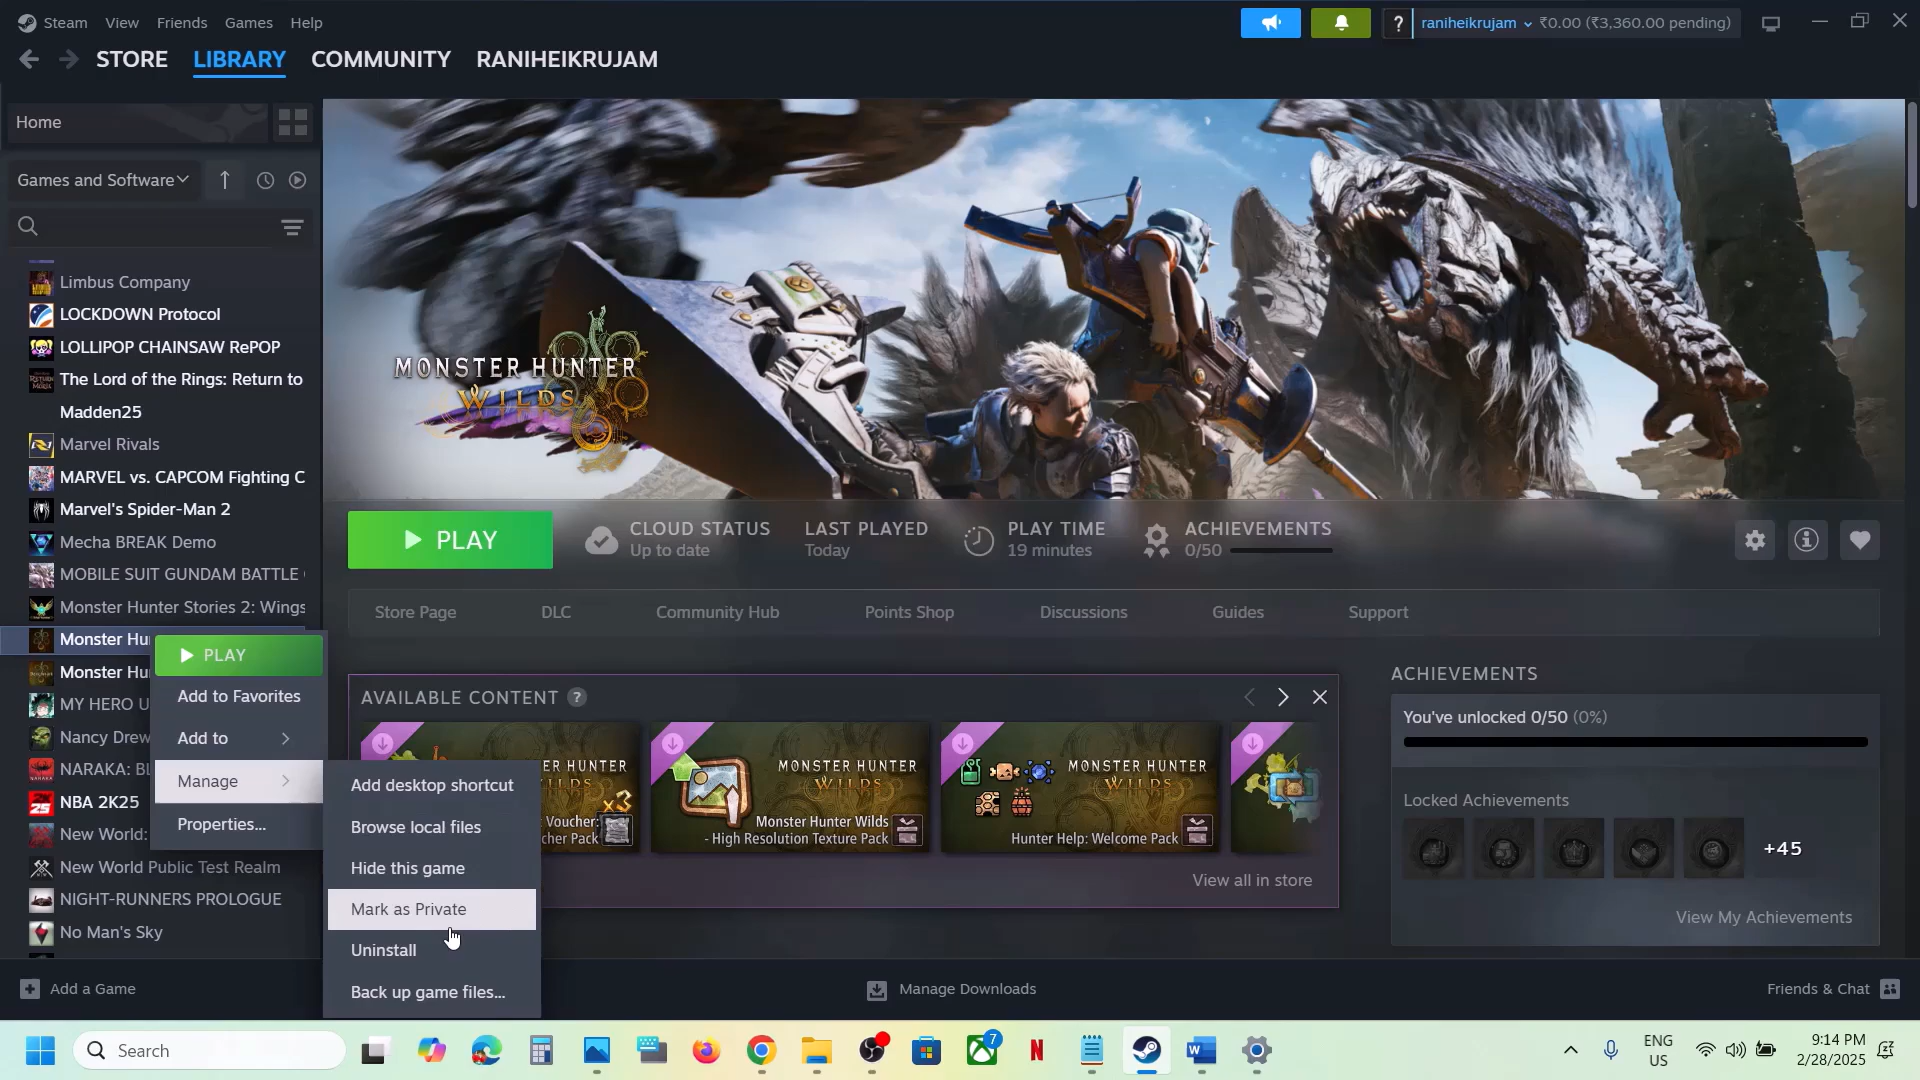 Steam View Friends Games Help
? raniheikrujam ₹0.00 (₹3,360.00 pending)
STORE LIBRARY COMMUNITY RANIHEIKRUJAM
Home
Games and Software
Limbus Company
LOCKDOWN Protocol
LOLLIPOP CHAINSAW RePOP
The Lord of the Rings: Return to
Madden25
Marvel Rivals
MARVEL vs. CAPCOM Fighting C
Marvel's Spider-Man 2
Mecha BREAK Demo
MOBILE SUIT GUNDAM BATTLE
Monster Hunter Stories 2: Wings
Monster Hu
Monster Hu
MY HERO U
Nancy Drew
NARAKA: BL
NBA 2K25
New World:
New World Public Test Realm
NIGHT-RUNNERS PROLOGUE
No Man's Sky
PLAY
Add to Favorites
Add to
Manage
Properties...
Add desktop shortcut
Browse local files
Hide this game
Mark as Private
Uninstall
Back up game files...
MONSTER HUNTER
WILDS
PLAY
CLOUD STATUS
Up to date
LAST PLAYED
Today
PLAY TIME
19 minutes
ACHIEVEMENTS
0/50
Store Page DLC Community Hub Points Shop Discussions Guides Support
AVAILABLE CONTENT ?
HUNTER
x3
t Voucher:
cher Pack
MONSTER HUNTER
WILDS
Monster Hunter Wilds
- High Resolution Texture Pack
MONSTER HUNTER
WILDS
Hunter Help: Welcome Pack
View all in store
ACHIEVEMENTS
You've unlocked 0/50 (0%)
Locked Achievements
+45
View My Achievements
Add a Game
Manage Downloads
Friends & Chat
Search
7
N
W
ENG
US
9:14 PM
2/28/2025